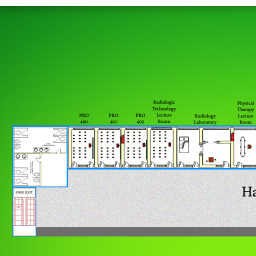 PRO
400
PRO
401
PRO
402
Radiologic
Technology
Lecture
Room
Radiology
Laboratory
Physical
Therapy
Lecture
Room
FIRE EXIT
Ha